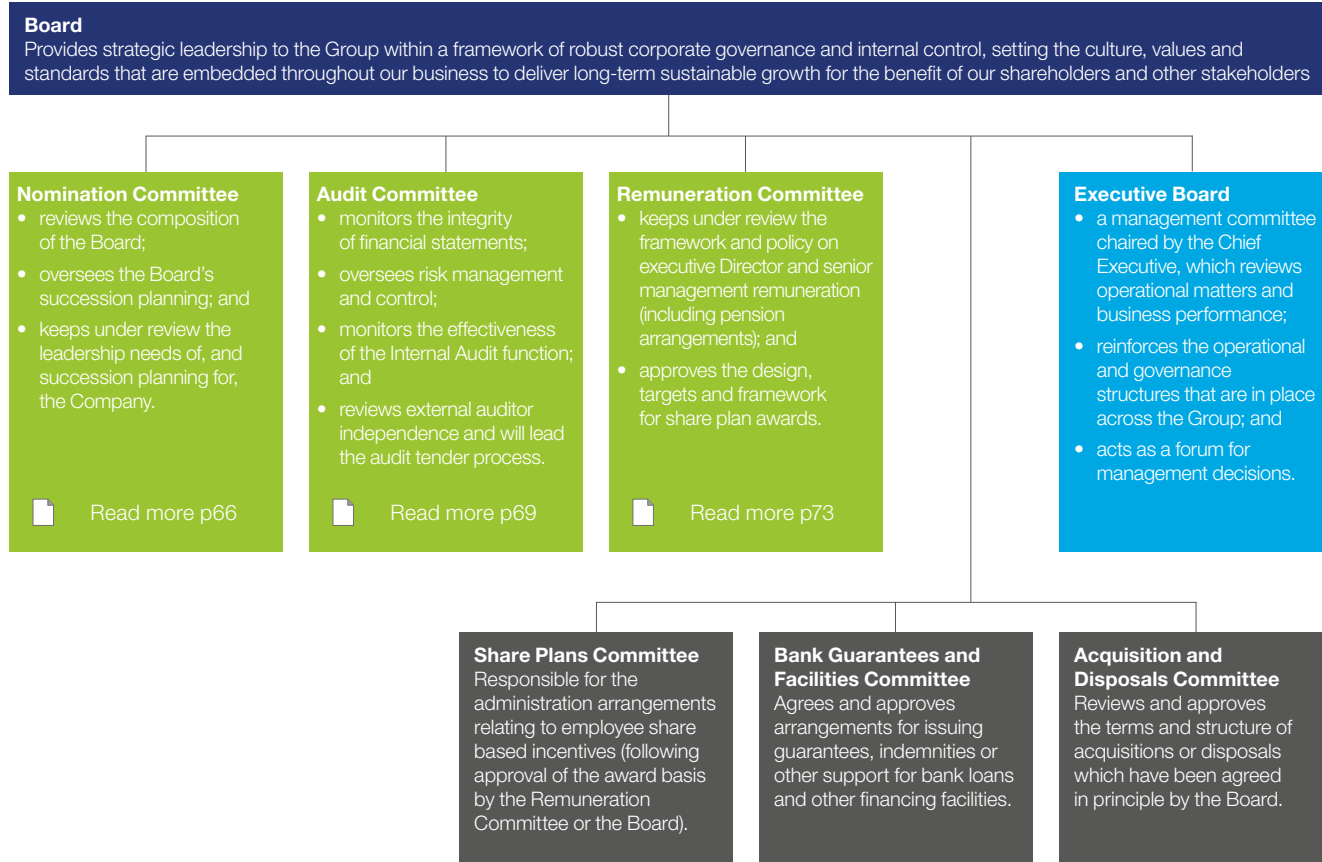 Board
Provides strategic leadership to the Group within a framework of robust corporate governance and internal control, setting the culture, values and
standards that are embedded throughout our business to deliver long-term sustainable growth for the benefit of our shareholders and other stakeholders
Nomination Committee
• reviews the composition
of the Board;
• oversees the Board's
succession planning; and
• keeps under review the
leadership needs of, and
succession planning for,
the Company.
Read more p66
Audit Committee
• monitors the integrity
of financial statements;
• oversees risk management
and control;
• monitors the effectiveness
of the Internal Audit function;
and
• reviews external auditor
independence and will lead
the audit tender process.
Read more p69
Remuneration Committee
• keeps under review the
framework and policy on
executive Director and senior
management remuneration
(including pension
arrangements); and
• approves the design,
targets and framework
for share plan awards.
Read more p73
Executive Board
• a management committee
chaired by the Chief
Executive, which reviews
operational matters and
business performance;
• reinforces the operational
and governance
structures that are in place
across the Group; and
• acts as a forum for
management decisions.
Share Plans Committee
Responsible for the
administration arrangements
relating to employee share
based incentives (following
approval of the award basis
by the Remuneration
Committee or the Board).
Bank Guarantees and
Facilities Committee
Agrees and approves
arrangements for issuing
guarantees, indemnities or
other support for bank loans
and other financing facilities.
Acquisition and
Disposals Committee
Reviews and approves
the terms and structure of
acquisitions or disposals
which have been agreed
in principle by the Board.